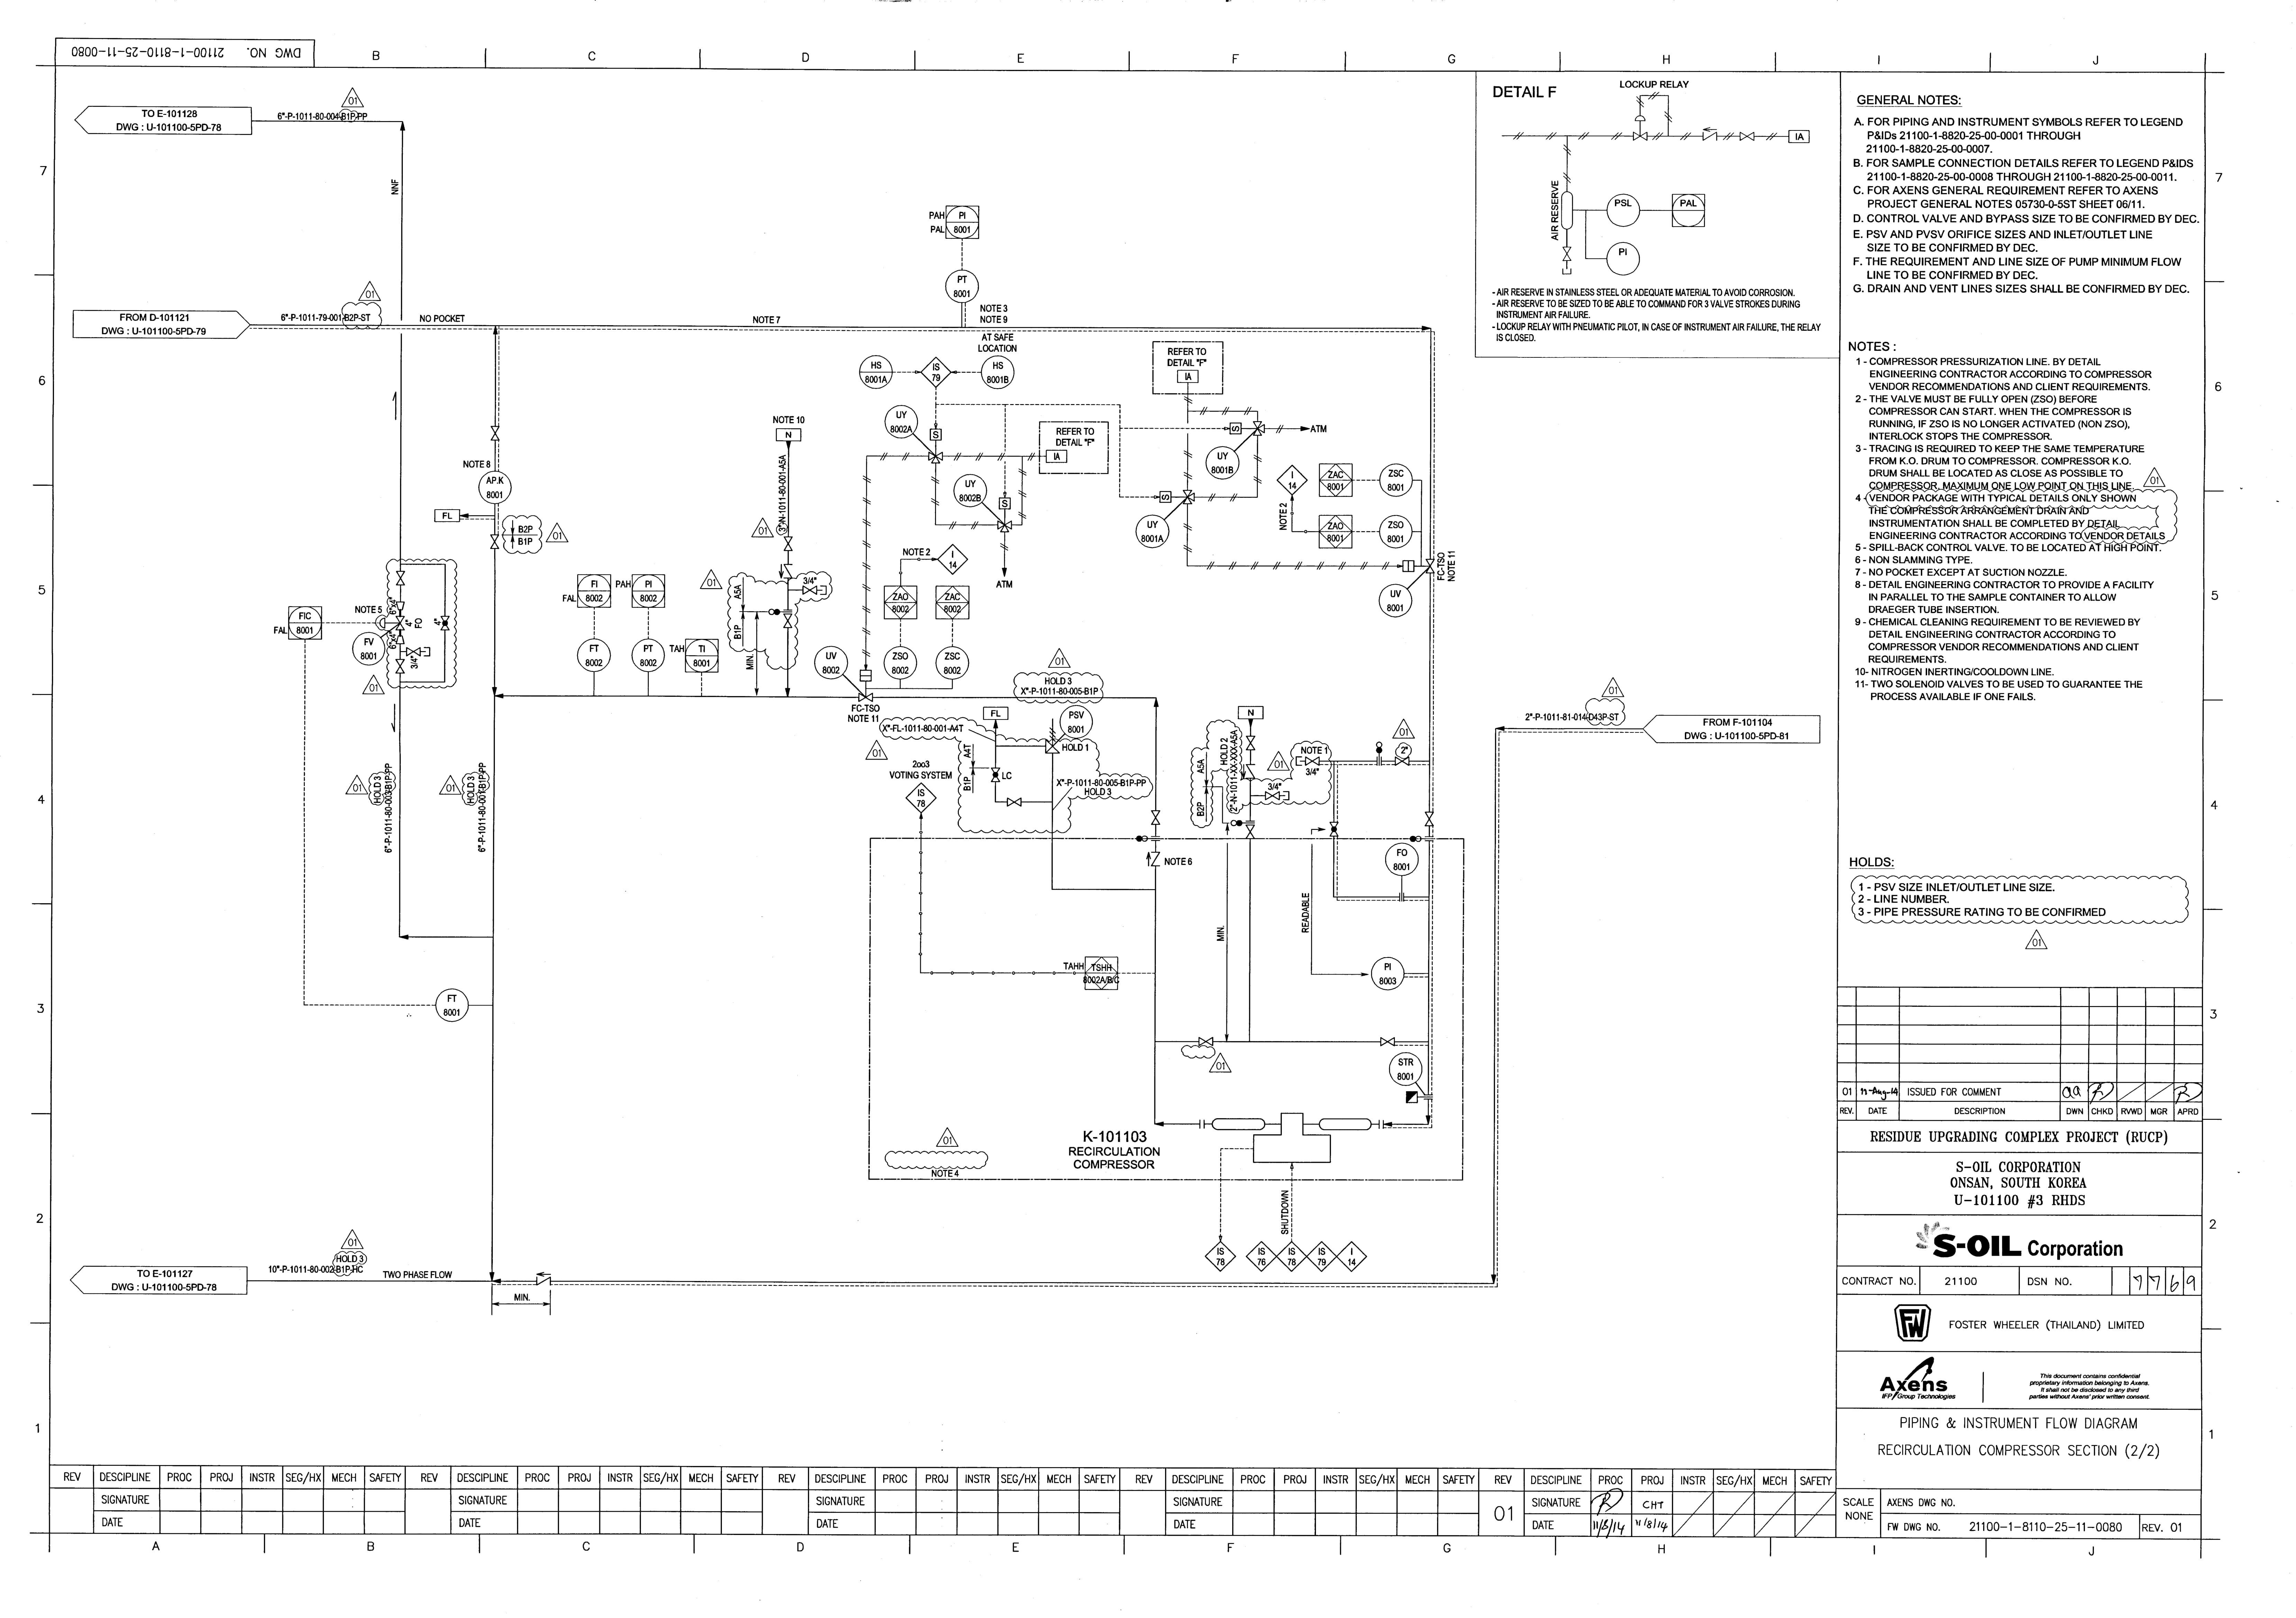 DWG NO. 21100-1-8110-25-11-0080
B
C
D
E
F
G
H
I
J
7
6
5
4
3
2
1
TO E-101128
DWG : U-101100-5PD-78
6"-P-1011-80-004-B1P-PP
01
NNF
FROM D-101121
DWG : U-101100-5PD-79
6"-P-1011-79-001-B2P-ST
01
NO POCKET
NOTE 7
PAH
PAL
PI
8001
PT
8001
NOTE 3
NOTE 9
AT SAFE
LOCATION
HS
8001A
IS
79
HS
8001B
UY
8002A
S
REFER TO
DETAIL "F"
IA
UY
8002B
S
ATM
REFER TO
DETAIL "F"
IA
S
ATM
UY
8001B
S
UY
8001A
I
14
NOTE 2
ZAC
8001
ZSC
8001
ZAO
8001
ZSO
8001
FC-TSO
NOTE 11
UV
8001
NOTE 10
N
3"-N-1011-80-001-A5A
01
NOTE 8
AP.K
8001
FL
B2P
B1P
01
NOTE 2
I
14
ZAO
8002
ZAC
8002
ZSO
8002
ZSC
8002
UV
8002
FC-TSO
NOTE 11
01
A5A
B1P
3/4"
MIN.
FI
8002
FAL
PAH
PI
8002
FT
8002
PT
8002
TAH
TI
8001
FIC
8001
FAL
NOTE 5
FV
8001
6"x4"
4"
FO
6"x4"
4"
3/4"
01
HOLD 3
6"-P-1011-80-003-B1P-PP
01
HOLD 3
6"-P-1011-80-001-B1P-PP
01
01
HOLD 3
X"-P-1011-80-005-B1P
X"-FL-1011-80-001-A4T
01
FL
PSV
8001
HOLD 1
A4T
B1P
LC
X"-P-1011-80-005-B1P-PP
HOLD 3
2oo3
VOTING SYSTEM
IS
78
N
HOLD 2
2"-N-1011-XX-XXX-A5A
A5A
B2P
3/4"
01
NOTE 1
3/4"
2"
01
2"-P-1011-81-014-D43P-ST
01
FROM F-101104
DWG : U-101100-5PD-81
NOTE 6
FO
8001
READABLE
MIN.
TAHH
TSHH
8002A/B/C
PI
8003
01
STR
8001
FT
8001
K-101103
RECIRCULATION
COMPRESSOR
01
NOTE 4
SHUTDOWN
IS
78
IS
76
IS
78
IS
79
I
14
TO E-101127
DWG : U-101100-5PD-78
01
HOLD 3
10"-P-1011-80-002-B1P-HC
TWO PHASE FLOW
MIN.
DETAIL F
LOCKUP RELAY
IA
AIR RESERVE
PSL
PAL
PI
- AIR RESERVE IN STAINLESS STEEL OR ADEQUATE MATERIAL TO AVOID CORROSION.
- AIR RESERVE TO BE SIZED TO BE ABLE TO COMMAND FOR 3 VALVE STROKES DURING
INSTRUMENT AIR FAILURE.
- LOCKUP RELAY WITH PNEUMATIC PILOT, IN CASE OF INSTRUMENT AIR FAILURE, THE RELAY
IS CLOSED.
GENERAL NOTES:
A. FOR PIPING AND INSTRUMENT SYMBOLS REFER TO LEGEND
P&IDs 21100-1-8820-25-00-0001 THROUGH
21100-1-8820-25-00-0007.
B. FOR SAMPLE CONNECTION DETAILS REFER TO LEGEND P&IDS
21100-1-8820-25-00-0008 THROUGH 21100-1-8820-25-00-0011.
C. FOR AXENS GENERAL REQUIREMENT REFER TO AXENS
PROJECT GENERAL NOTES 05730-0-5ST SHEET 06/11.
D. CONTROL VALVE AND BYPASS SIZE TO BE CONFIRMED BY DEC.
E. PSV AND PVSV ORIFICE SIZES AND INLET/OUTLET LINE
SIZE TO BE CONFIRMED BY DEC.
F. THE REQUIREMENT AND LINE SIZE OF PUMP MINIMUM FLOW
LINE TO BE CONFIRMED BY DEC.
G. DRAIN AND VENT LINES SIZES SHALL BE CONFIRMED BY DEC.
NOTES :
1 - COMPRESSOR PRESSURIZATION LINE. BY DETAIL
ENGINEERING CONTRACTOR ACCORDING TO COMPRESSOR
VENDOR RECOMMENDATIONS AND CLIENT REQUIREMENTS.
2 - THE VALVE MUST BE FULLY OPEN (ZSO) BEFORE
COMPRESSOR CAN START. WHEN THE COMPRESSOR IS
RUNNING, IF ZSO IS NO LONGER ACTIVATED (NON ZSO),
INTERLOCK STOPS THE COMPRESSOR.
3 - TRACING IS REQUIRED TO KEEP THE SAME TEMPERATURE
FROM K.O. DRUM TO COMPRESSOR. COMPRESSOR K.O.
DRUM SHALL BE LOCATED AS CLOSE AS POSSIBLE TO
COMPRESSOR. MAXIMUM ONE LOW POINT ON THIS LINE.
01
4 - VENDOR PACKAGE WITH TYPICAL DETAILS ONLY SHOWN
THE COMPRESSOR ARRANGEMENT DRAIN AND
INSTRUMENTATION SHALL BE COMPLETED BY DETAIL
ENGINEERING CONTRACTOR ACCORDING TO VENDOR DETAILS
5 - SPILL-BACK CONTROL VALVE. TO BE LOCATED AT HIGH POINT.
6 - NON SLAMMING TYPE.
7 - NO POCKET EXCEPT AT SUCTION NOZZLE.
8 - DETAIL ENGINEERING CONTRACTOR TO PROVIDE A FACILITY
IN PARALLEL TO THE SAMPLE CONTAINER TO ALLOW
DRAEGER TUBE INSERTION.
9 - CHEMICAL CLEANING REQUIREMENT TO BE REVIEWED BY
DETAIL ENGINEERING CONTRACTOR ACCORDING TO
COMPRESSOR VENDOR RECOMMENDATIONS AND CLIENT
REQUIREMENTS.
10- NITROGEN INERTING/COOLDOWN LINE.
11- TWO SOLENOID VALVES TO BE USED TO GUARANTEE THE
PROCESS AVAILABLE IF ONE FAILS.
HOLDS:
1 - PSV SIZE INLET/OUTLET LINE SIZE.
2 - LINE NUMBER.
3 - PIPE PRESSURE RATING TO BE CONFIRMED
01
01 11-Aug-14 ISSUED FOR COMMENT
REV. DATE DESCRIPTION DWN CHKD RVWD MGR APRD
RESIDUE UPGRADING COMPLEX PROJECT (RUCP)
S-OIL CORPORATION
ONSAN, SOUTH KOREA
U-101100 #3 RHDS
S-OIL Corporation
CONTRACT NO. 21100 DSN NO. 7769
FW
FOSTER WHEELER (THAILAND) LIMITED
Axens
IFP Group Technologies
This document contains confidential
proprietary information belonging to Axens.
It shall not be disclosed to any third
parties without Axens' prior written consent.
PIPING & INSTRUMENT FLOW DIAGRAM
RECIRCULATION COMPRESSOR SECTION (2/2)
SCALE
NONE
AXENS DWG NO.
FW DWG NO. 21100-1-8110-25-11-0080 REV. 01
REV DESCIPLINE PROC PROJ INSTR SEG/HX MECH SAFETY REV DESCIPLINE PROC PROJ INSTR SEG/HX MECH SAFETY REV DESCIPLINE PROC PROJ INSTR SEG/HX MECH SAFETY REV DESCIPLINE PROC PROJ INSTR SEG/HX MECH SAFETY REV DESCIPLINE PROC PROJ INSTR SEG/HX MECH SAFETY
SIGNATURE SIGNATURE SIGNATURE SIGNATURE 01 SIGNATURE CHT
DATE DATE DATE DATE DATE 11/8/14 11/8/14
A B C D E F G H I J
7
6
5
4
3
2
1